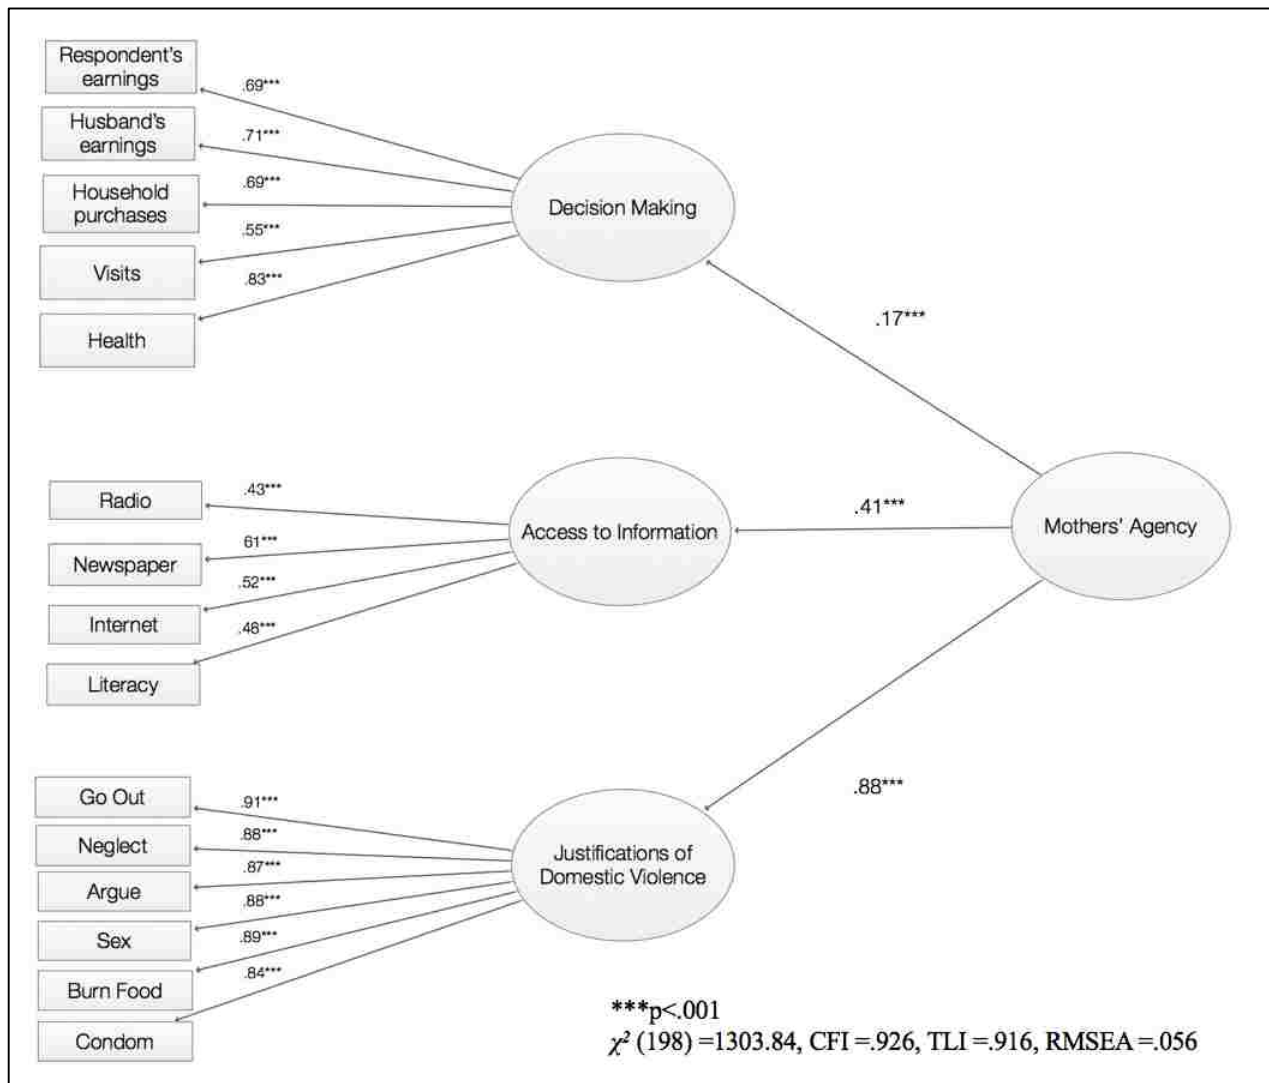 Respondent's
earnings
.69***
Husband's
earnings
.71***
Household
purchases
.69***
Visits
.55***
Health
.83***
Decision Making
.17***
Radio
.43***
Newspaper
61***
Internet
.52***
Literacy
.46***
Access to Information
.41***
Mothers' Agency
Go Out
.91***
Neglect
.88***
Argue
.87***
Sex
.88***
Burn Food
.89***
Condom
.84***
Justifications of
Domestic Violence
.88***
***p<.001
χ² (198) =1303.84, CFI =.926, TLI =.916, RMSEA =.056